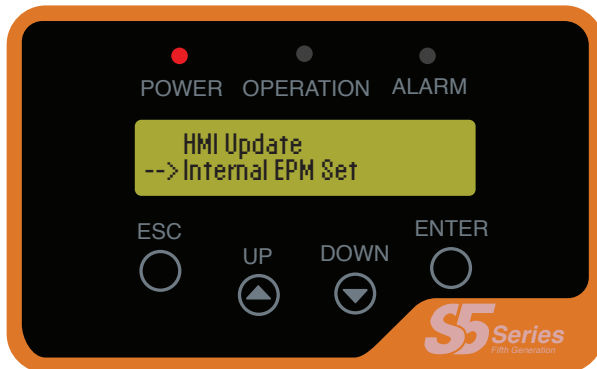 POWER OPERATION ALARM
HMI Update
-->Internal EPM Set
ESC UP DOWN ENTER
S5 Series
Fifth Generation